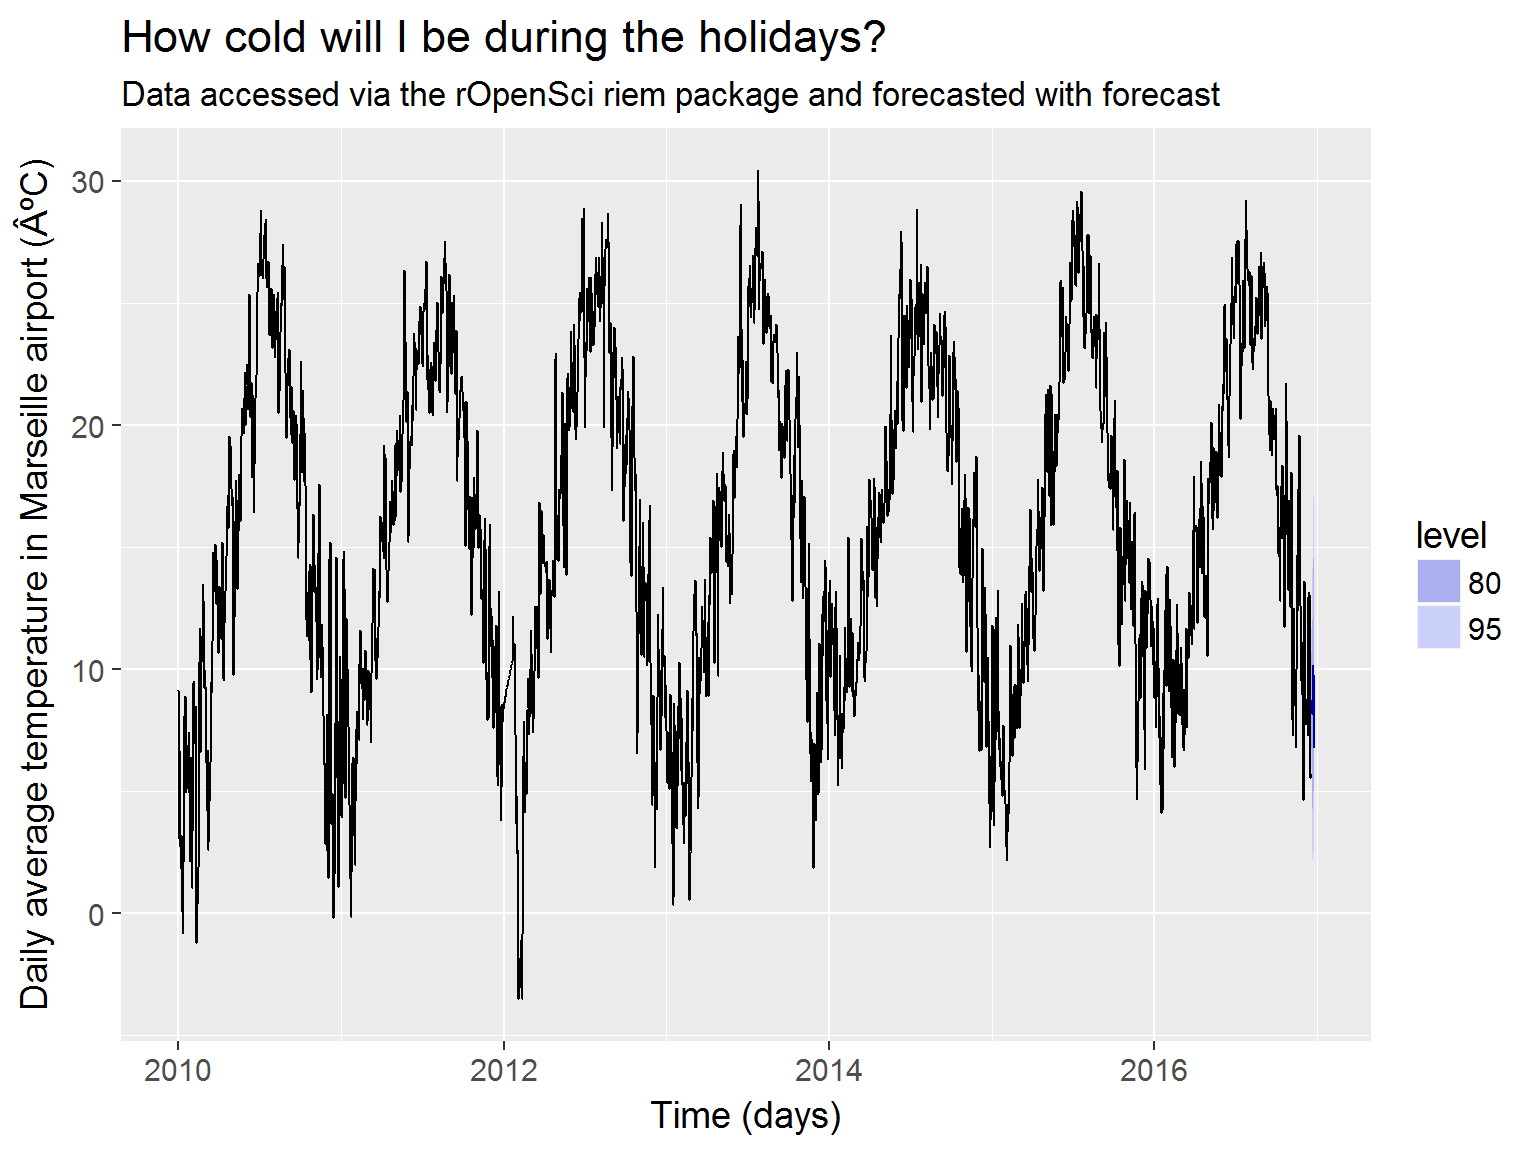 How cold will I be during the holidays?
Data accessed via the rOpenSci riem package and forecasted with forecast
Daily average temperature in Marseille airport (ÂºC)
30
20
10
0
2010
2012
2014
2016
Time (days)
level
80
95